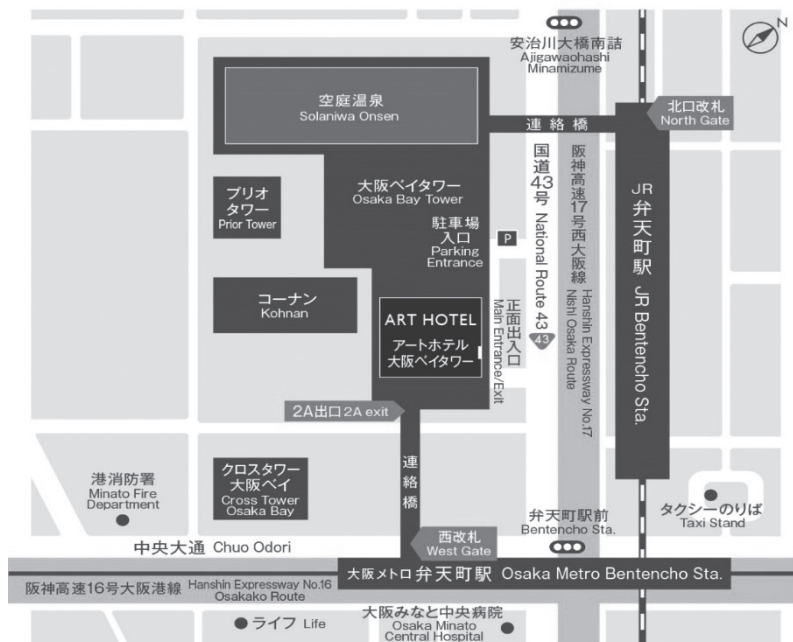 N
安治川大橋南詰
Ajigawaohashi
Minamizume
北口改札
North Gate
空庭温泉
Solaniwa Onsen
連絡橋
大阪ベイタワー
Osaka Bay Tower
プリオ
タワー
Prior Tower
駐車場
入口
Parking
Entrance
P
国道43号 National Route 43
43
阪神高速17号西大阪線
Hanshin Expressway No.17
Nishi Osaka Route
JR 弁天町駅 JR Bentencho Sta.
コーナン
Kohnan
ART HOTEL
アートホテル
大阪ベイタワー
正面出入口
Main Entrance/Exit
2A出口 2A exit
連絡橋
クロスタワー
大阪ベイ
Cross Tower
Osaka Bay
港消防署
Minato Fire
Department
タクシーのりば
Taxi Stand
弁天町駅前
Bentencho Sta.
西改札
West Gate
中央大通 Chuo Odori
大阪メトロ 弁天町駅 Osaka Metro Bentencho Sta.
阪神高速16号大阪港線 Hanshin Expressway No.16
Osakako Route
ライフ Life
大阪みなと中央病院
Osaka Minato
Central Hospital